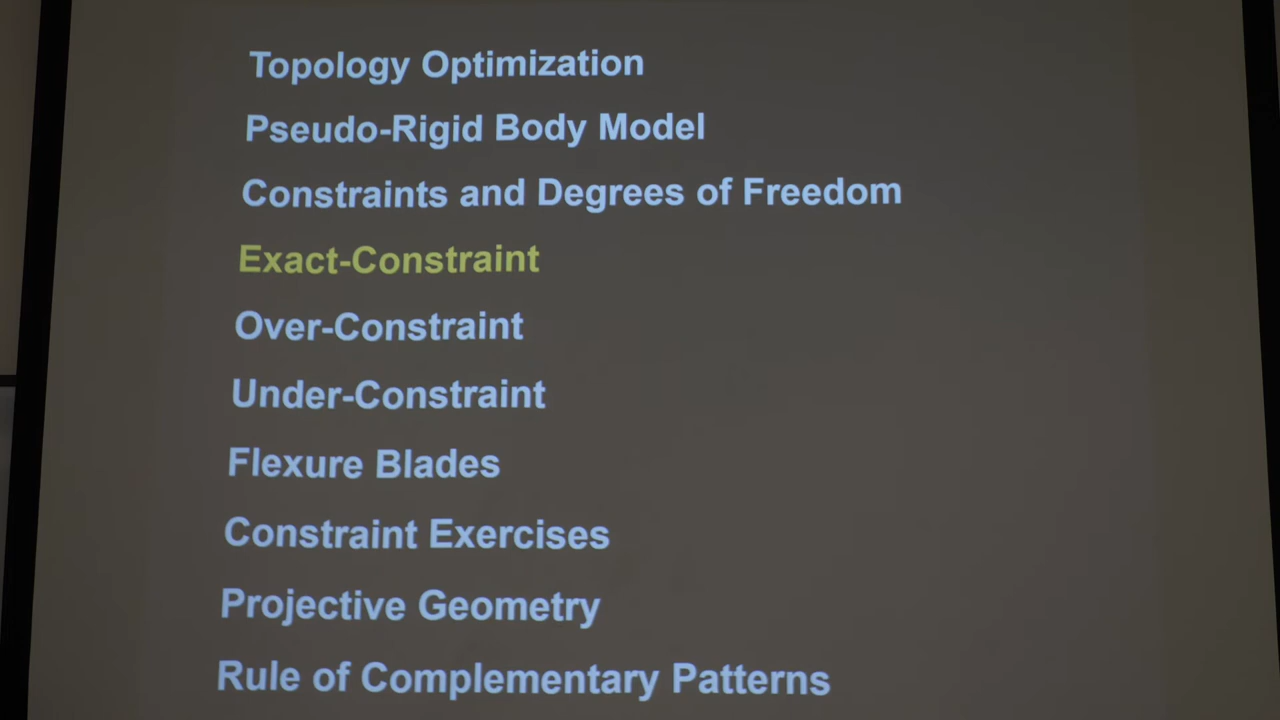 Topology Optimization
Pseudo-Rigid Body Model
Constraints and Degrees of Freedom
Exact-Constraint
Over-Constraint
Under-Constraint
Flexure Blades
Constraint Exercises
Projective Geometry
Rule of Complementary Patterns